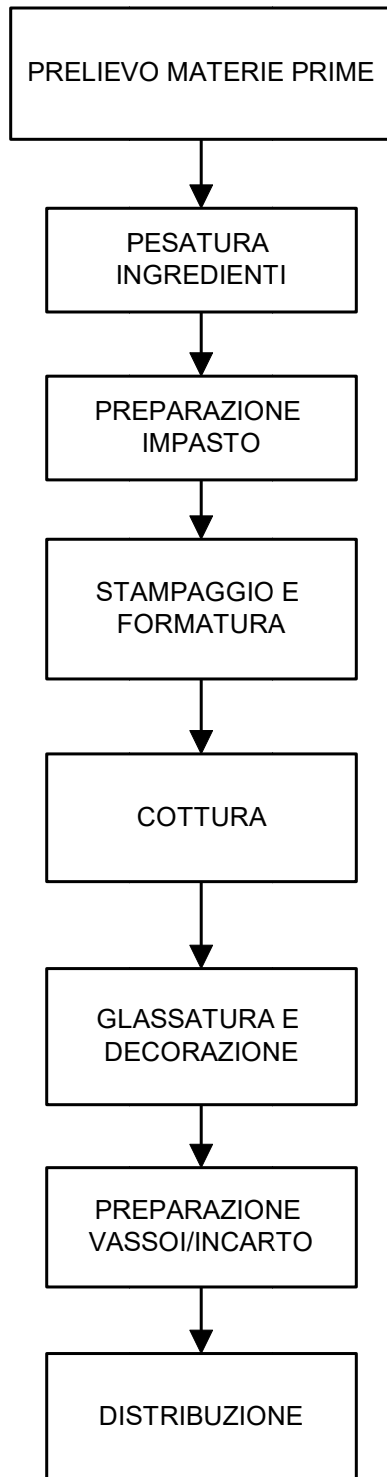 PRELIEVO MATERIE PRIME
PESATURA
INGREDIENTI
PREPARAZIONE
IMPASTO
STAMPAGGIO E
FORMATURA
COTTURA
GLASSATURA E
DECORAZIONE
PREPARAZIONE
VASSOI/INCARTO
DISTRIBUZIONE